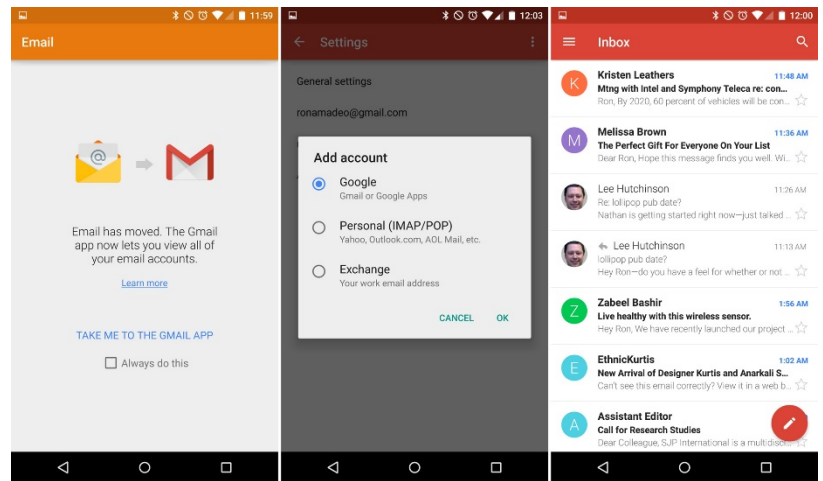 11:59
Email
@
Email has moved. The Gmail
app now lets you view all of
your email accounts.
Learn more
TAKE ME TO THE GMAIL APP
Always do this
12:03
Settings
General settings
ronamadeo@gmail.com
Add account
Google
Gmail or Google Apps
Personal (IMAP/POP)
Yahoo, Outlook.com, AOL Mail, etc.
Exchange
Your work email address
CANCEL OK
12:00
Inbox
K
Kristen Leathers 11:48 AM
Mtng with Intel and Symphony Teleca re: con...
Ron, By 2020, 60 percent of vehicles will be con...
M
Melissa Brown 11:36 AM
The Perfect Gift For Everyone On Your List
Dear Ron, Hope this message finds you well. Wi...
Lee Hutchinson 11:26 AM
Re: lollipop pub date?
Nathan is getting started right now—just talked ...
Lee Hutchinson 11:13 AM
lollipop pub date?
Hey Ron—do you have a feel for whether or not ...
Z
Zabeel Bashir 1:56 AM
Live healthy with this wireless sensor.
Hey Ron, We have recently launched our project ...
E
EthnicKurtis 1:02 AM
New Arrival of Designer Kurtis and Anarkali S...
Can't see this email correctly? View it in a web b...
A
Assistant Editor
Call for Research Studies
Dear Colleague, SJP International is a